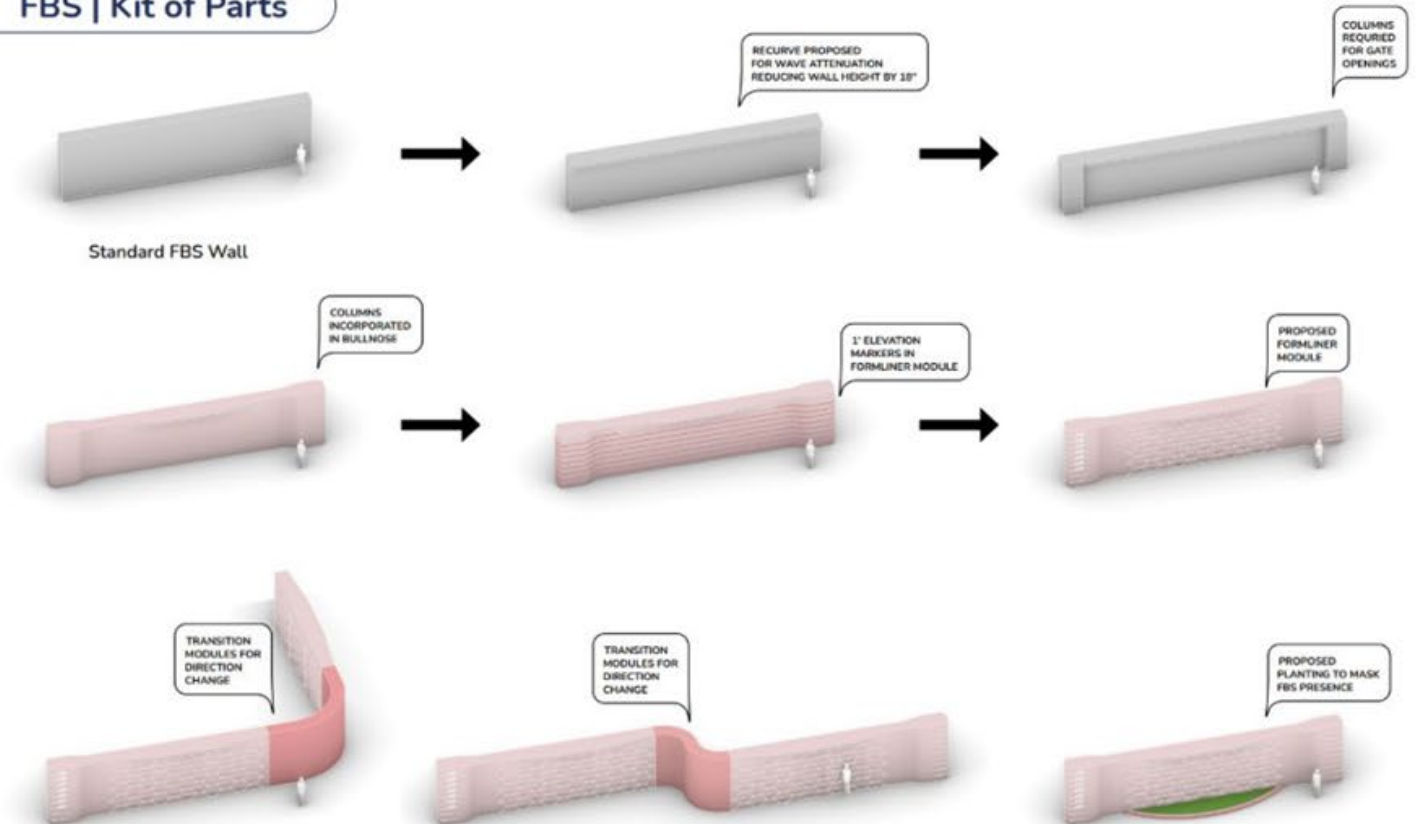 FBS | Kit of Parts
RECURVE PROPOSED
FOR WAVE ATTENUATION
REDUCING WALL HEIGHT BY 18"
COLUMNS
REQURIED
FOR GATE
OPENINGS
Standard FBS Wall
COLUMNS
INCORPORATED
IN BULLNOSE
1' ELEVATION
MARKERS IN
FORMLINER MODULE
PROPOSED
FORMLINER
MODULE
TRANSITION
MODULES FOR
DIRECTION
CHANGE
TRANSITION
MODULES FOR
DIRECTION
CHANGE
PROPOSED
PLANTING TO MASK
FBS PRESENCE